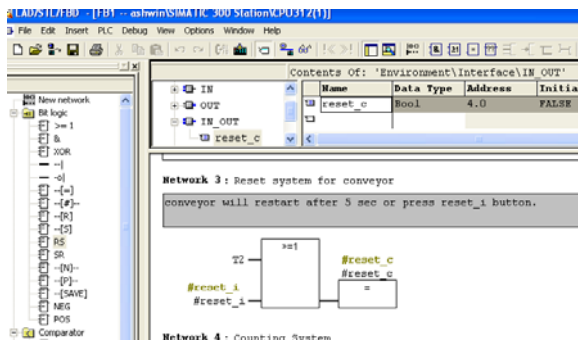 LAD/STL/FBD - [FB1 -- ashwin\SIMATIC 300 Station\CPU312(1)]
File Edit Insert PLC Debug View Options Window Help
Contents Of: 'Environment\Interface\IN_OUT'
IN
OUT
IN_OUT
reset_c
Name Data Type Address Initia
reset_c Bool 4.0 FALSE
New network
Bit logic
>=1
&
XOR
--|
-o|
--[=]
--[#]--
--[R]
--[S]
RS
SR
--[N]--
--[P]--
--[SAVE]
NEG
POS
Comparator
Network 3: Reset system for conveyor
conveyor will restart after 5 sec or press reset_i button.
>=1
T2
#reset_c
#reset_c
=
#reset_i
#reset_i
Network 4: Counting System